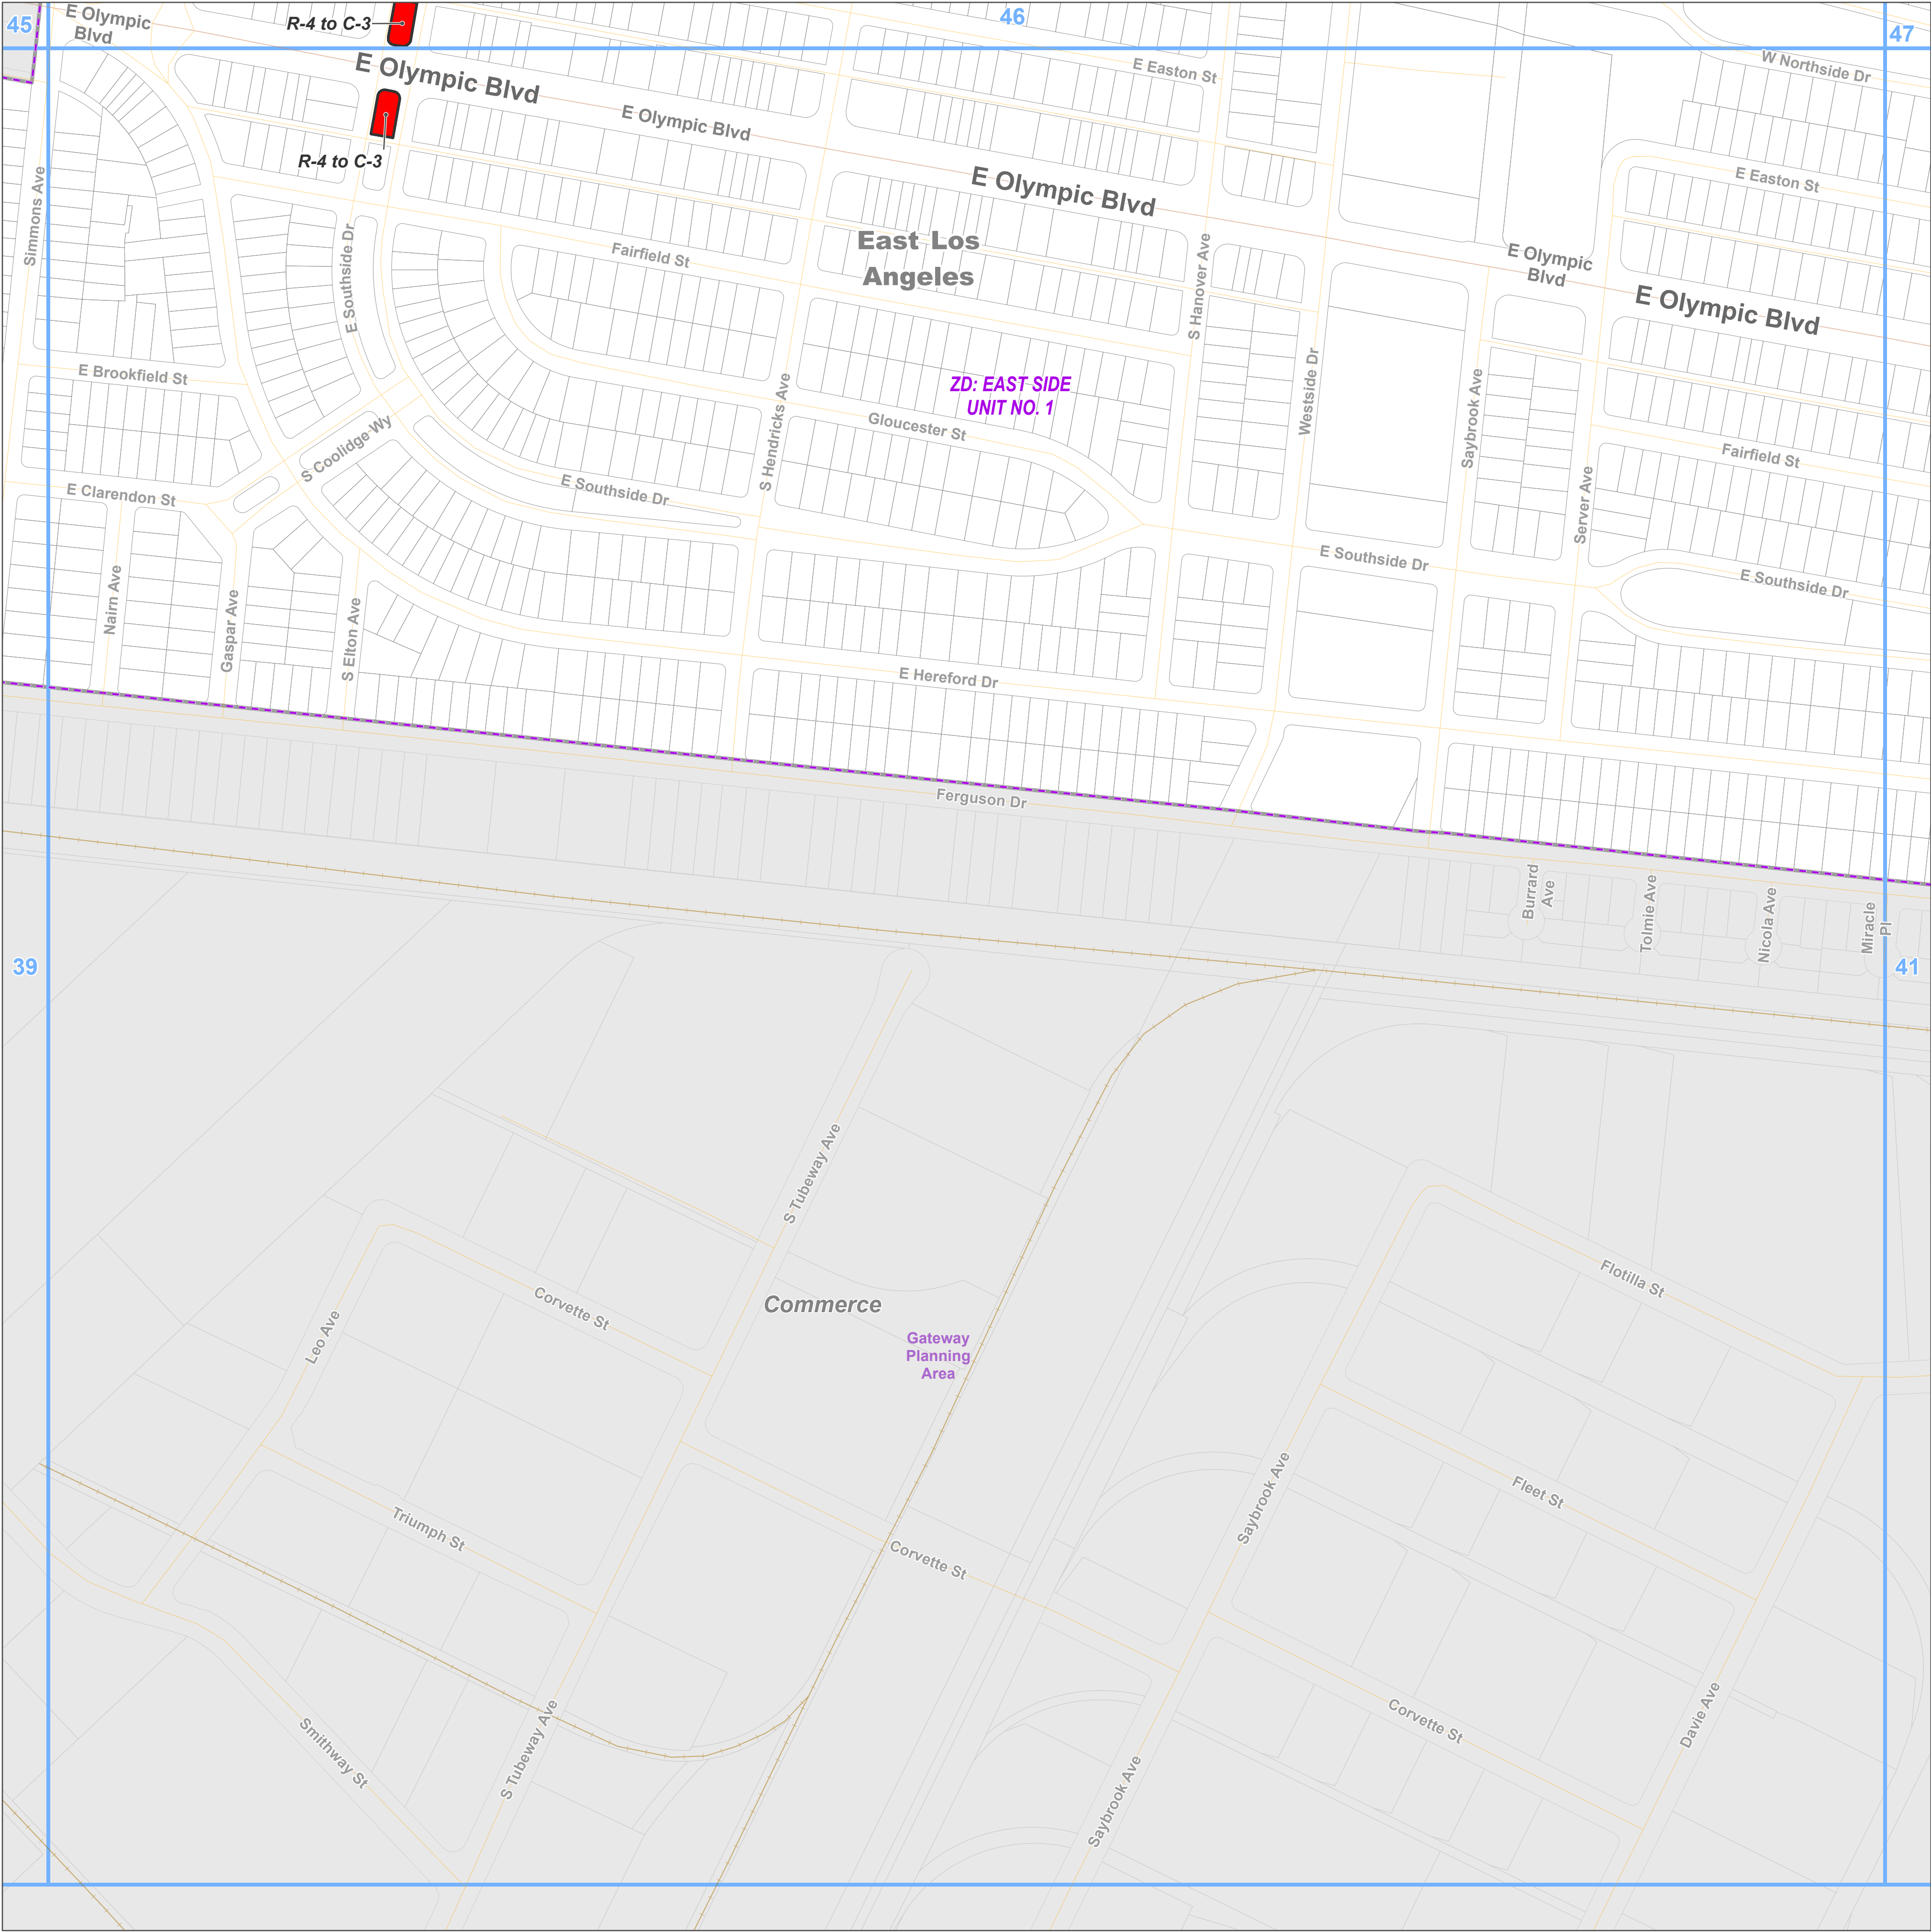 45
E Olympic
Blvd
R-4 to C-3
46
47
E Olympic Blvd
R-4 to C-3
E Olympic Blvd
E Easton St
W Northside Dr
E Olympic Blvd
E Easton St
Simmons Ave
E Southside Dr
Fairfield St
East Los
Angeles
S Hanover Ave
E Olympic
Blvd
E Olympic Blvd
E Brookfield St
S Hendricks Ave
ZD: EAST SIDE
UNIT NO. 1
Westside Dr
Saybrook Ave
S Coolidge Wy
Gloucester St
Fairfield St
E Clarendon St
E Southside Dr
Server Ave
E Southside Dr
E Southside Dr
Nairn Ave
Gaspar Ave
S Elton Ave
E Hereford Dr
Ferguson Dr
Burrard
Ave
Tolmie Ave
Nicola Ave
Miracle
Pl
39
41
S Tubeway Ave
Leo Ave
Corvette St
Commerce
Gateway
Planning
Area
Flotilla St
Triumph St
Corvette St
Saybrook Ave
Fleet St
Smithway St
S Tubeway Ave
Saybrook Ave
Corvette St
Davie Ave